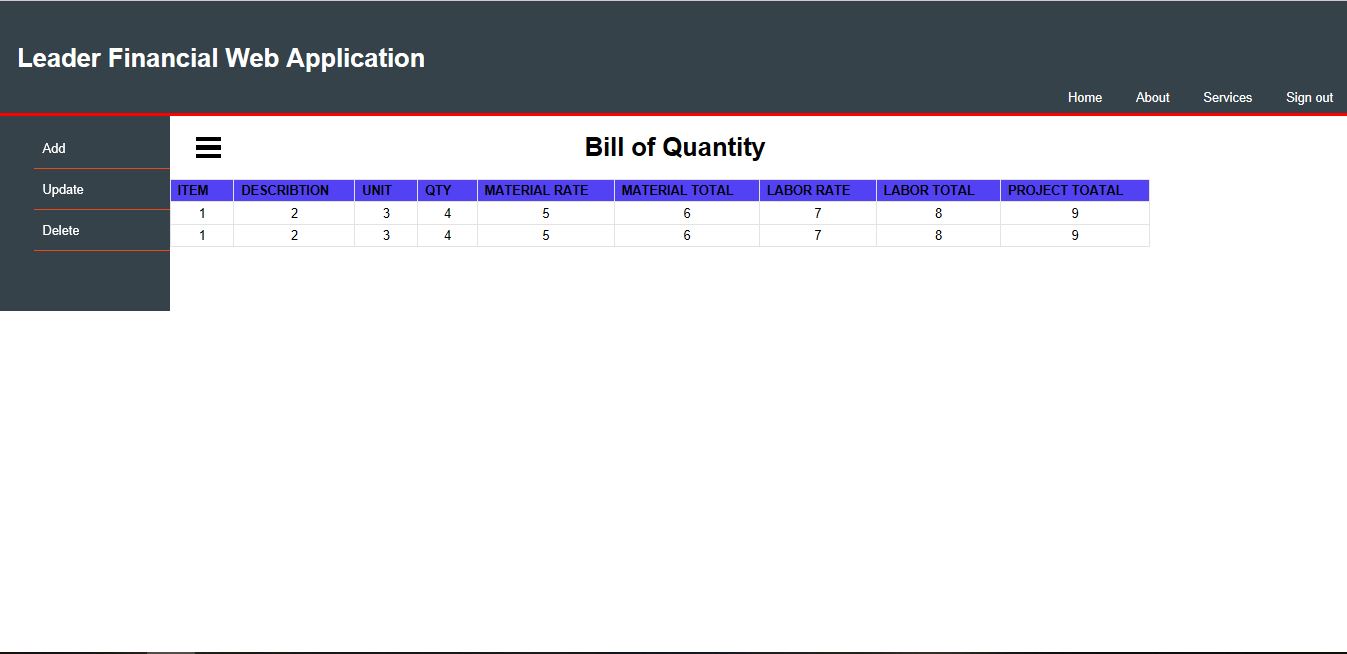 Leader Financial Web Application
Home About Services Sign out
Add
Update
Delete
Bill of Quantity
ITEM DESCRIBTION UNIT QTY MATERIAL RATE MATERIAL TOTAL LABOR RATE LABOR TOTAL PROJECT TOATAL
1 2 3 4 5 6 7 8 9
1 2 3 4 5 6 7 8 9